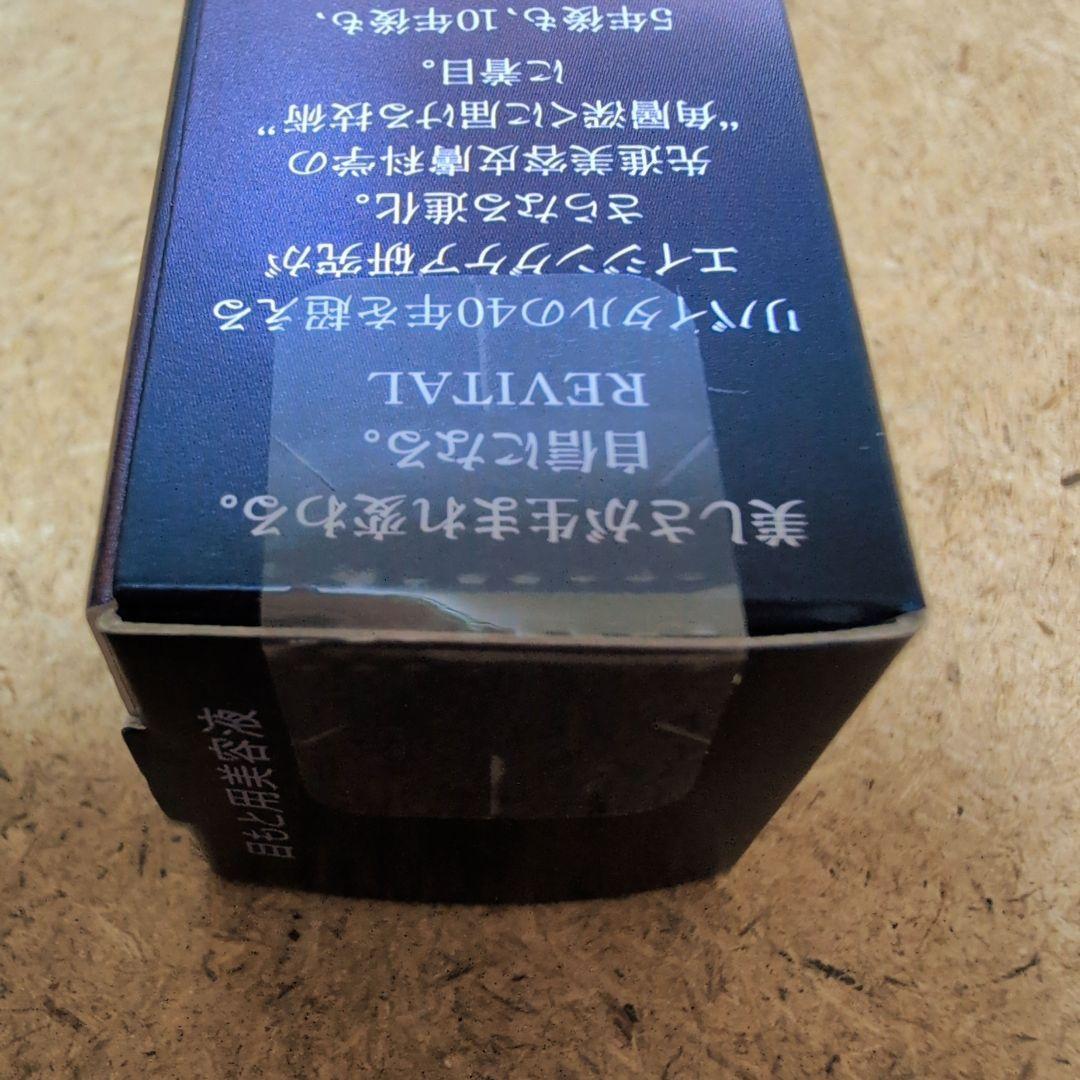 美しさが生まれ変わる。
自信になる。
REVITAL
リバイタルの40年を超える
エイジングケア研究が
さらなる進化。
先進美容皮膚科学の
“角層深くに届ける技術”
に着目。
5年後も、10年後も、
目もと用美容液